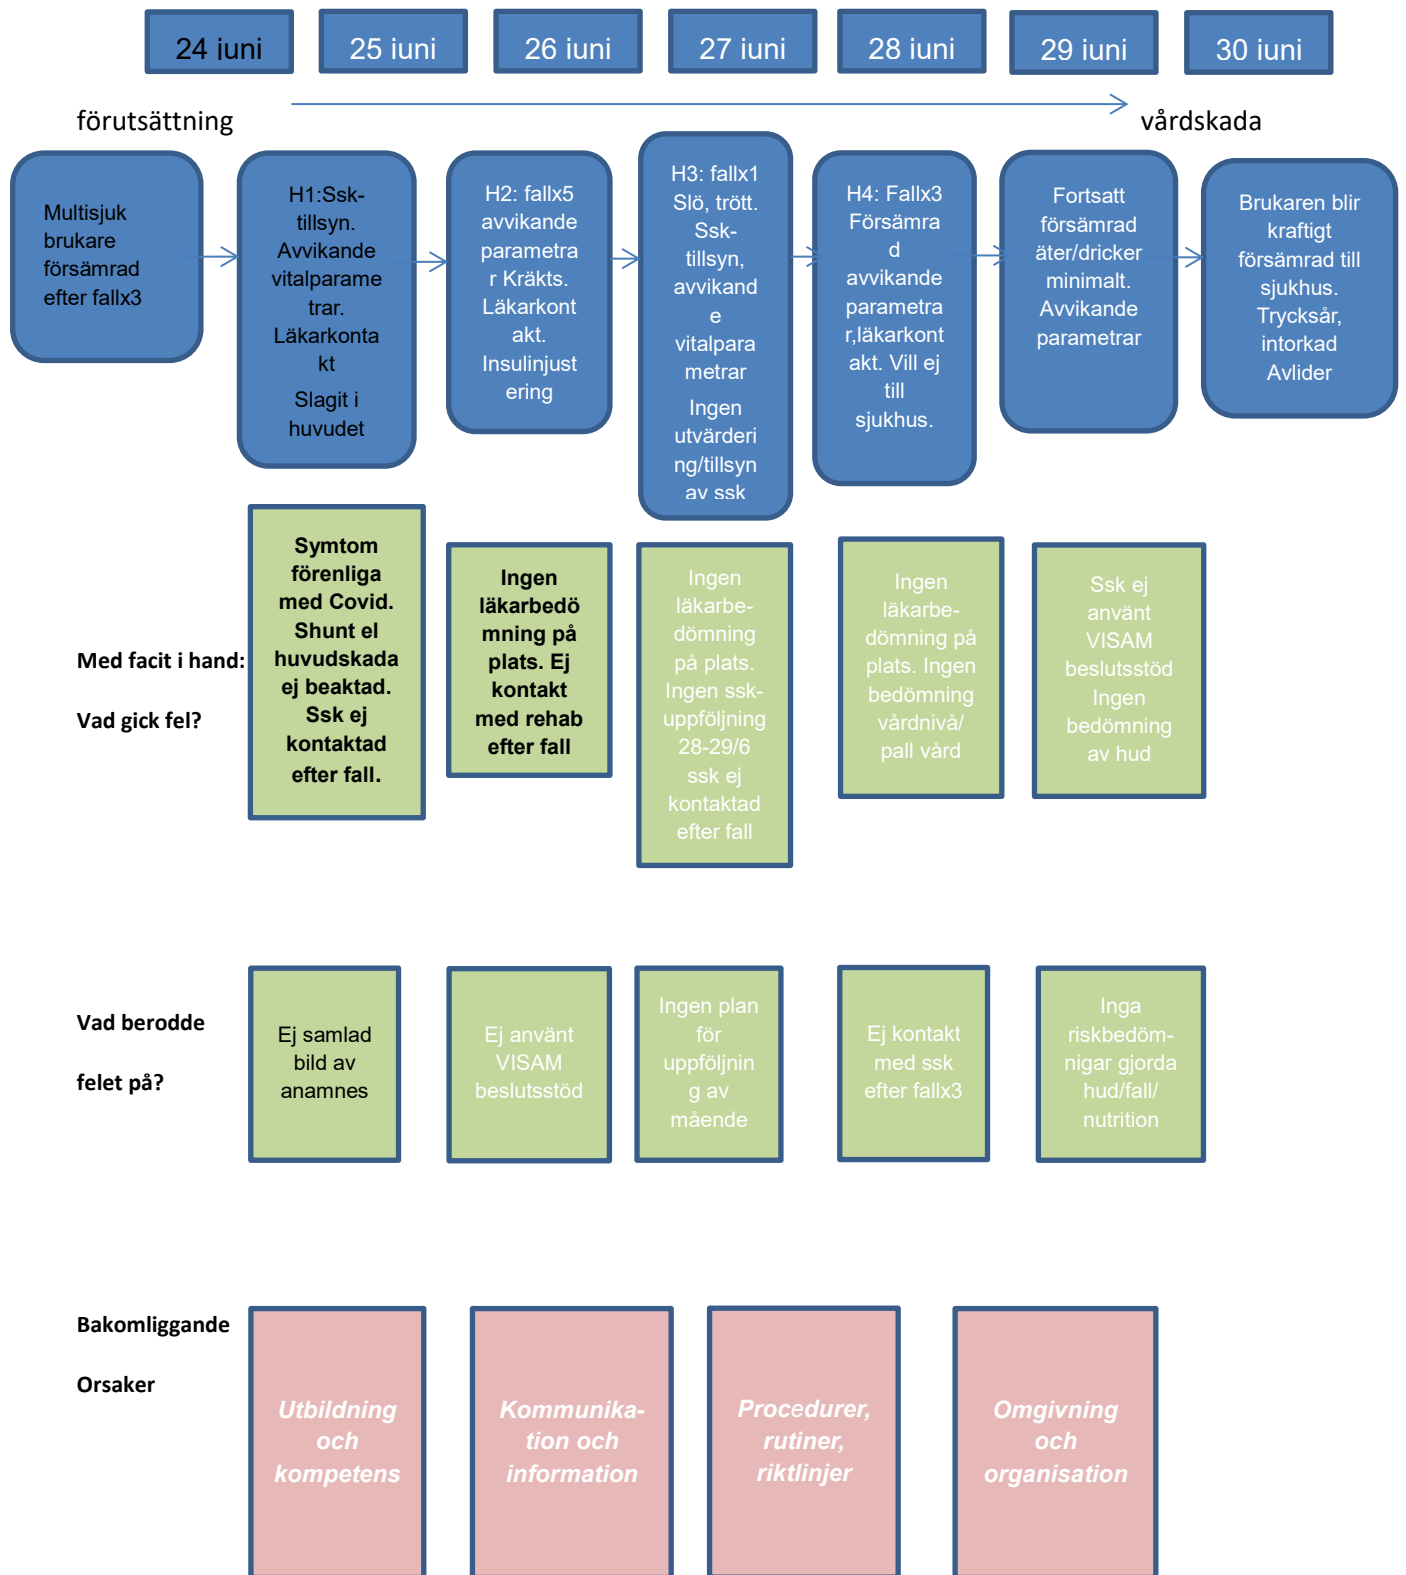 24 juni
25 juni
26 juni
27 juni
28 juni
29 juni
30 juni
förutsättning
vårdskada
Multisjuk
brukare
försämrad
efter fallx3
H1:Ssk-
tillsyn.
Avvikande
vitalparame
trar.
Läkarkonta
kt
Slagit i
huvudet
H2: fallx5
avvikande
parametra
r Kräkts.
Läkarkont
akt.
Insulinjust
ering
H3: fallx1
Slö, trött.
Ssk-
tillsyn,
avvikand
e
vitalpara
metrar
Ingen
utvärderi
ng/tillsyn
av ssk
H4: Fallx3
Försämra
d
avvikande
parametra
r,läkarkont
akt. Vill ej
till
sjukhus.
Fortsatt
försämrad
äter/dricker
minimalt.
Avvikande
parametrar
Brukaren blir
kraftigt
försämrad till
sjukhus.
Trycksår,
intorkad
Avlider
Med facit i hand:
Vad gick fel?
Symtom
förenliga
med Covid.
Shunt el
huvudskada
ej beaktad.
Ssk ej
kontaktad
efter fall.
Ingen
läkarbedö
mning på
plats. Ej
kontakt
med rehab
efter fall
Ingen
läkarbe-
dömning
på plats.
Ingen ssk-
uppföljning
28-29/6
ssk ej
kontaktad
efter fall
Ingen
läkarbe-
dömning på
plats. Ingen
bedömning
vårdnivå/
pall vård
Ssk ej
använt
VISAM
beslutsstöd
Ingen
bedömning
av hud
Vad berodde
felet på?
Ej samlad
bild av
anamnes
Ej använt
VISAM
beslutsstöd
Ingen plan
för
uppföljnin
g av
mående
Ej kontakt
med ssk
efter fallx3
Inga
riskbedöm-
nigar gjorda
hud/fall/
nutrition
Bakomliggande
Orsaker
Utbildning
och
kompetens
Kommunika-
tion och
information
Procedurer,
rutiner,
riktlinjer
Omgivning
och
organisation